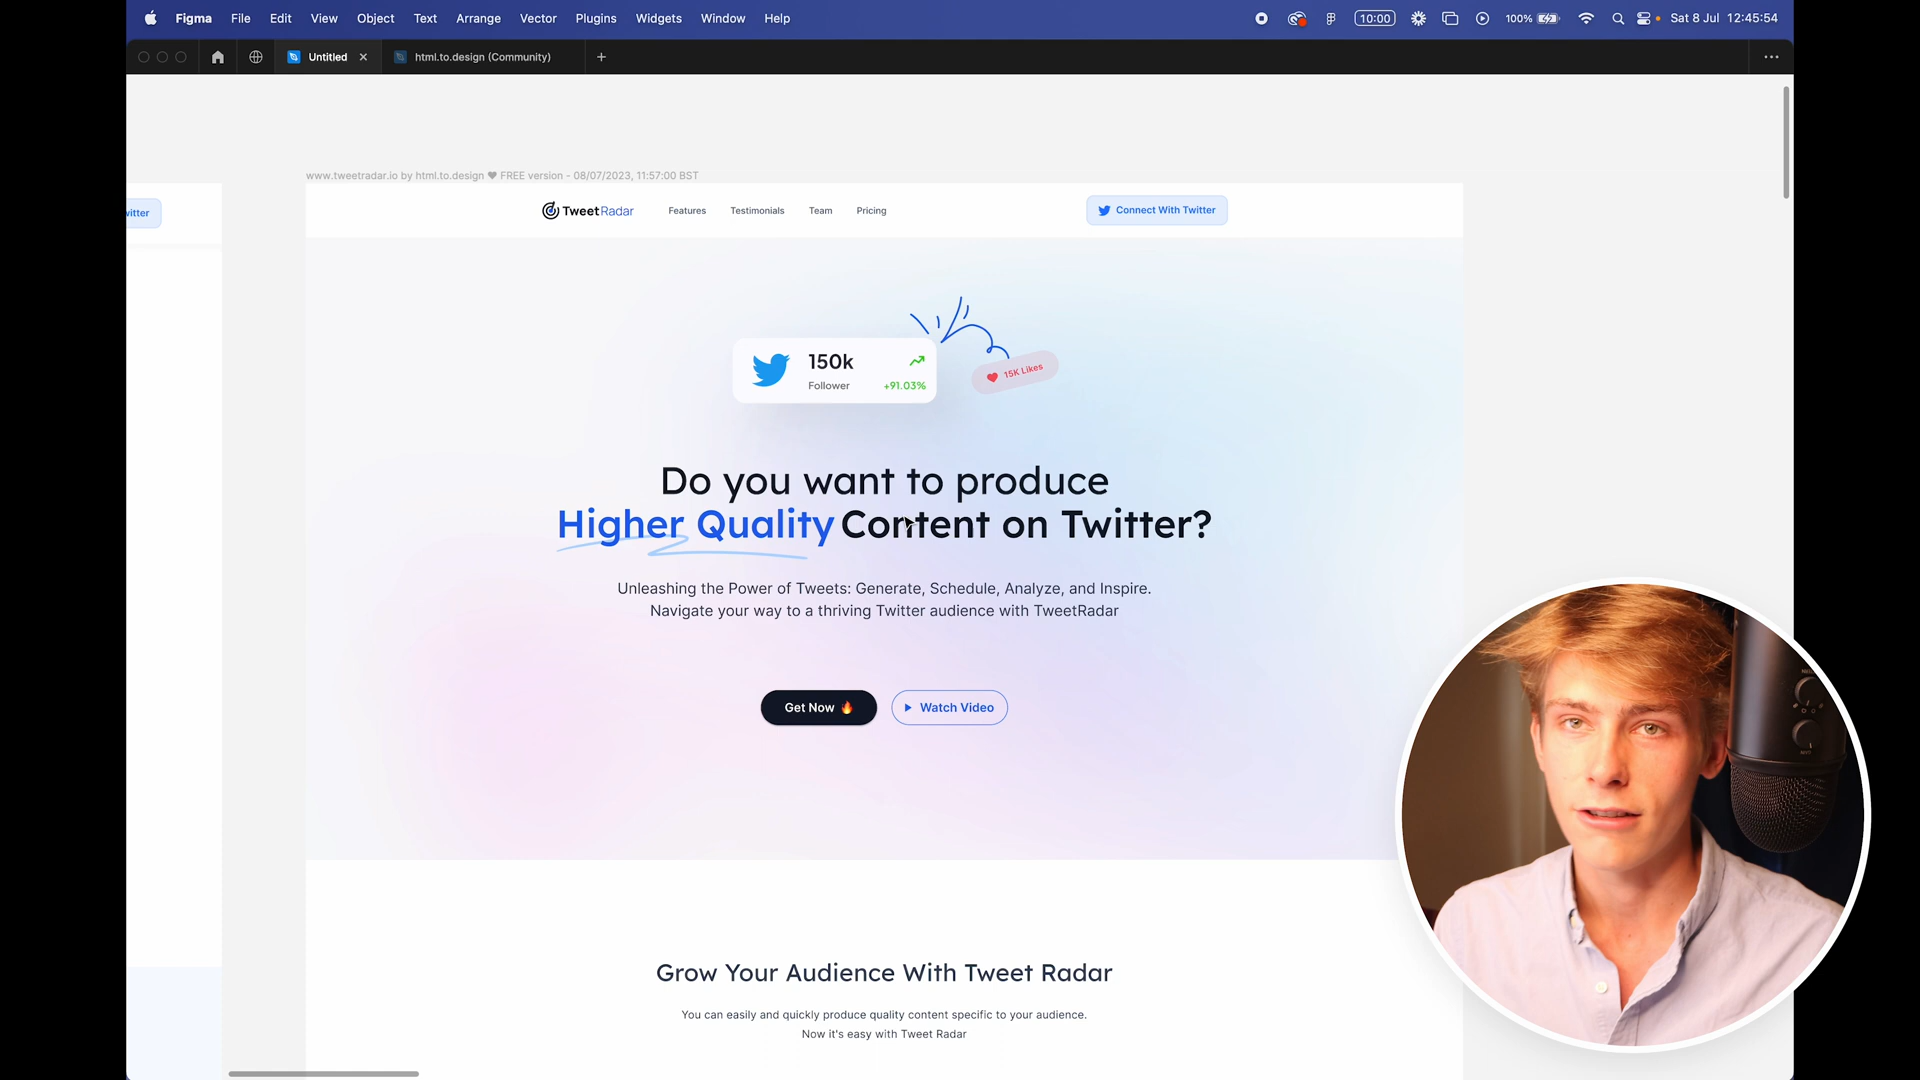 Figma File Edit View Object Text Arrange Vector Plugins Widgets Window Help
10:00 100% Sat 8 Jul 12:45:54
Untitled
html.to.design (Community)
www.tweetradar.io by html.to.design ♥ FREE version - 08/07/2023, 11:57:00 BST
witter
TweetRadar
Features Testimonials Team Pricing
Connect With Twitter
150k
Follower
+91.03%
15K Likes
Do you want to produce
Higher Quality Content on Twitter?
Unleashing the Power of Tweets: Generate, Schedule, Analyze, and Inspire.
Navigate your way to a thriving Twitter audience with TweetRadar
Get Now 🔥
Watch Video
Grow Your Audience With Tweet Radar
You can easily and quickly produce quality content specific to your audience.
Now it's easy with Tweet Radar